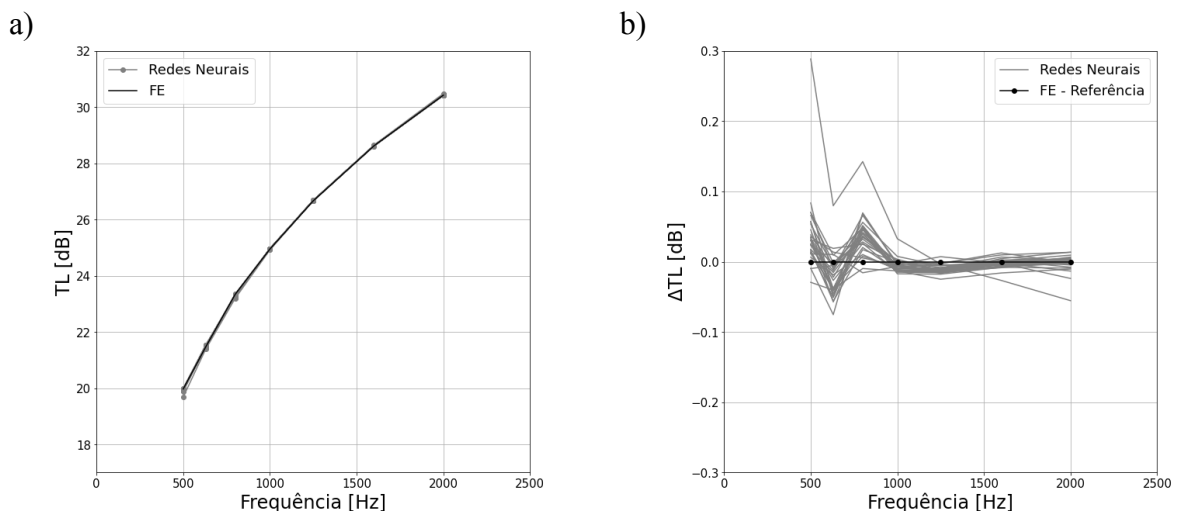 a)
32
30
28
26
24
22
20
18
TL [dB]
Redes Neurais
FE
0
500
1000
1500
2000
2500
Frequência [Hz]
b)
0.3
0.2
0.1
0.0
−0.1
−0.2
−0.3
ΔTL [dB]
Redes Neurais
FE - Referência
0
500
1000
1500
2000
2500
Frequência [Hz]